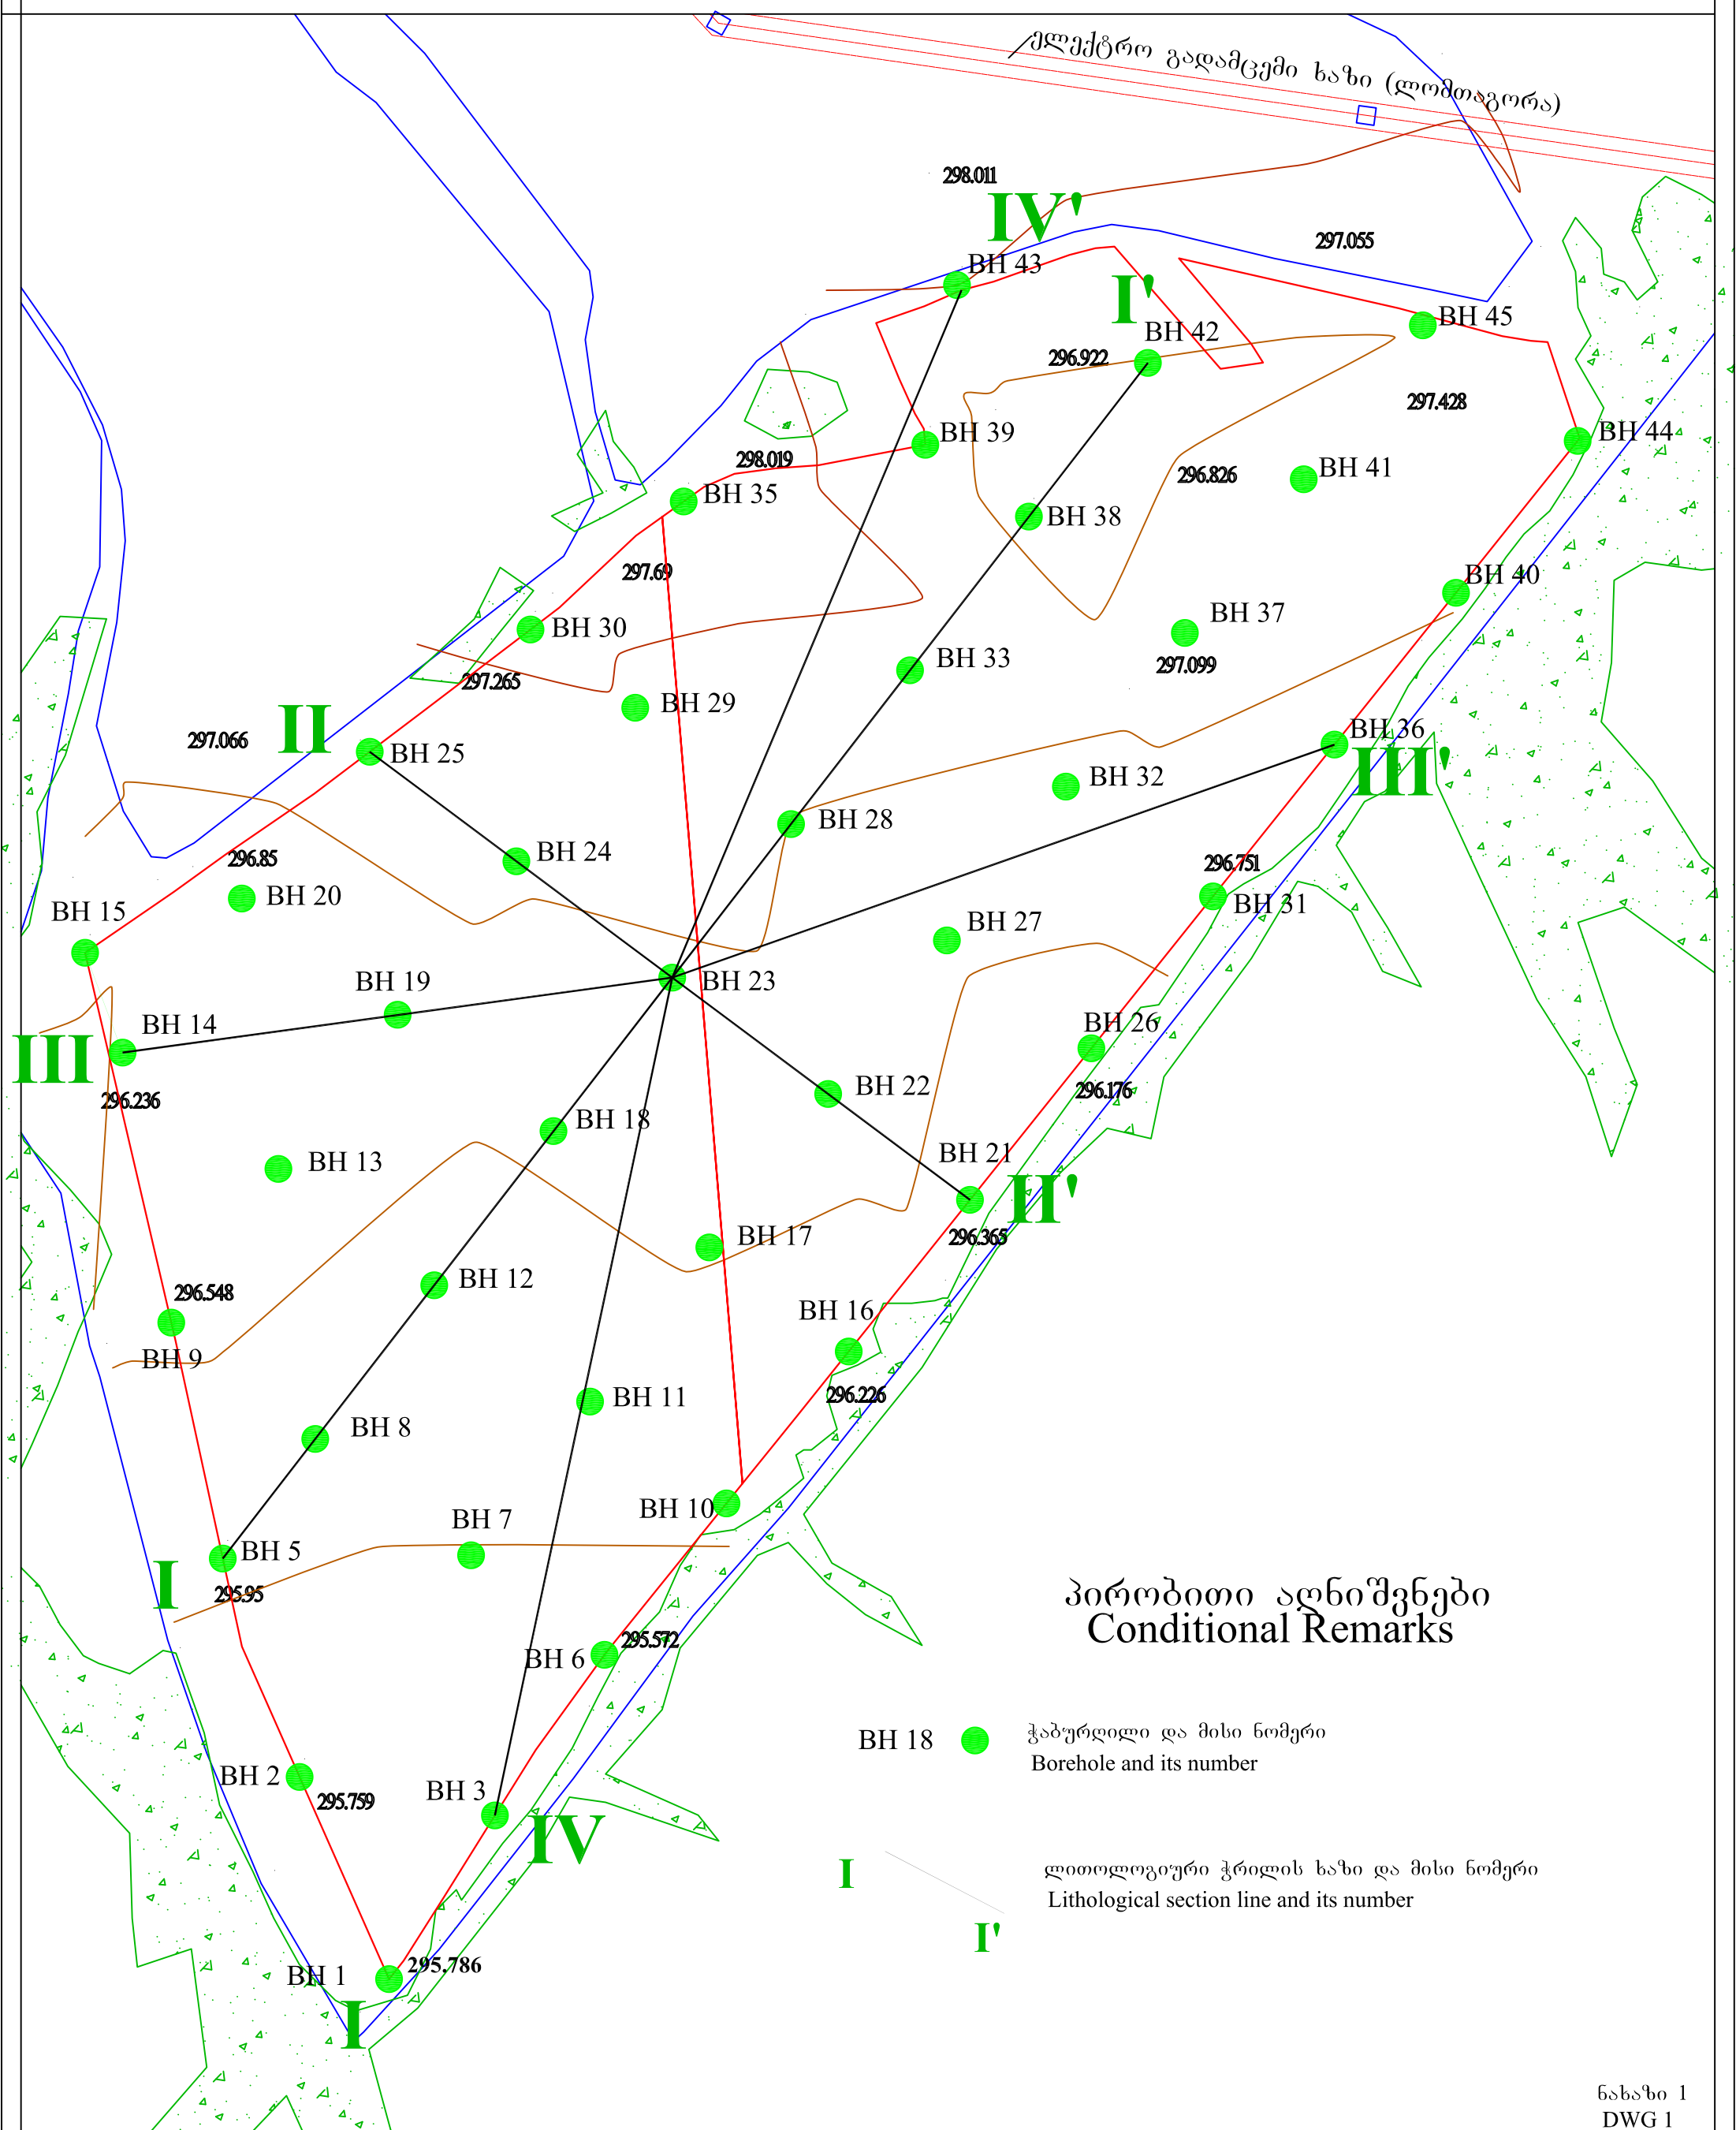 ელექტრო გადამცემი ხაზი (ლომთაგორა)
298.011
IV'
297.055
BH 43
I'
BH 45
BH 42
296.922
297.428
BH 44
BH 39
298.019
BH 41
296.826
BH 35
BH 38
297.69
BH 40
BH 37
BH 30
BH 33
297.099
297.265
II
297.066
BH 36
BH 25
III'
BH 32
BH 28
BH 24
296.85
296.751
BH 20
BH 31
BH 15
BH 27
BH 19
BH 23
BH 14
BH 26
III
296.236
BH 22
296.176
BH 18
BH 21
BH 13
II'
BH 17
296.365
BH 12
296.548
BH 16
BH 9
296.226
BH 11
BH 8
BH 10
BH 7
BH 5
I
295.95
პირობითი აღნიშვნები
Conditional Remarks
295.572
BH 6
BH 18
ჭაბურღილი და მისი ნომერი
Borehole and its number
BH 2
BH 3
295.759
IV
I
ლითოლოგიური ჭრილის ხაზი და მისი ნომერი
Lithological section line and its number
I'
295.786
BH 1
I
ნახაზი 1
DWG 1